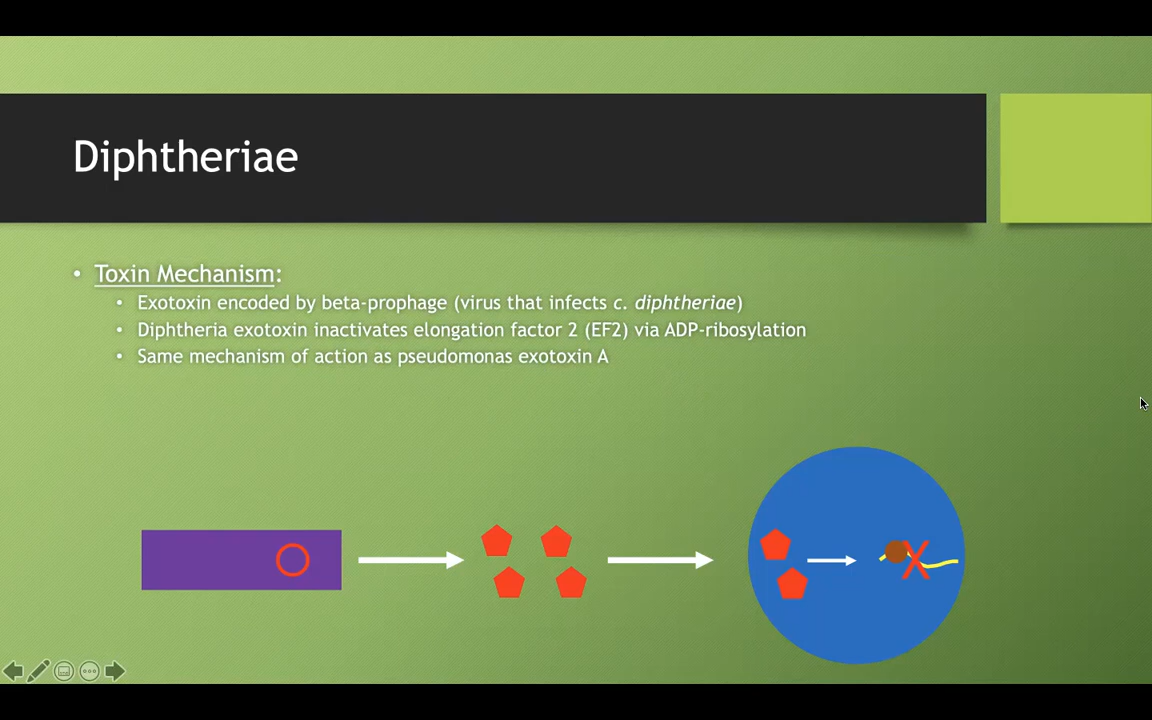 Diphtheriae
• Toxin Mechanism:
• Exotoxin encoded by beta-prophage (virus that infects c. diphtheriae)
• Diphtheria exotoxin inactivates elongation factor 2 (EF2) via ADP-ribosylation
• Same mechanism of action as pseudomonas exotoxin A